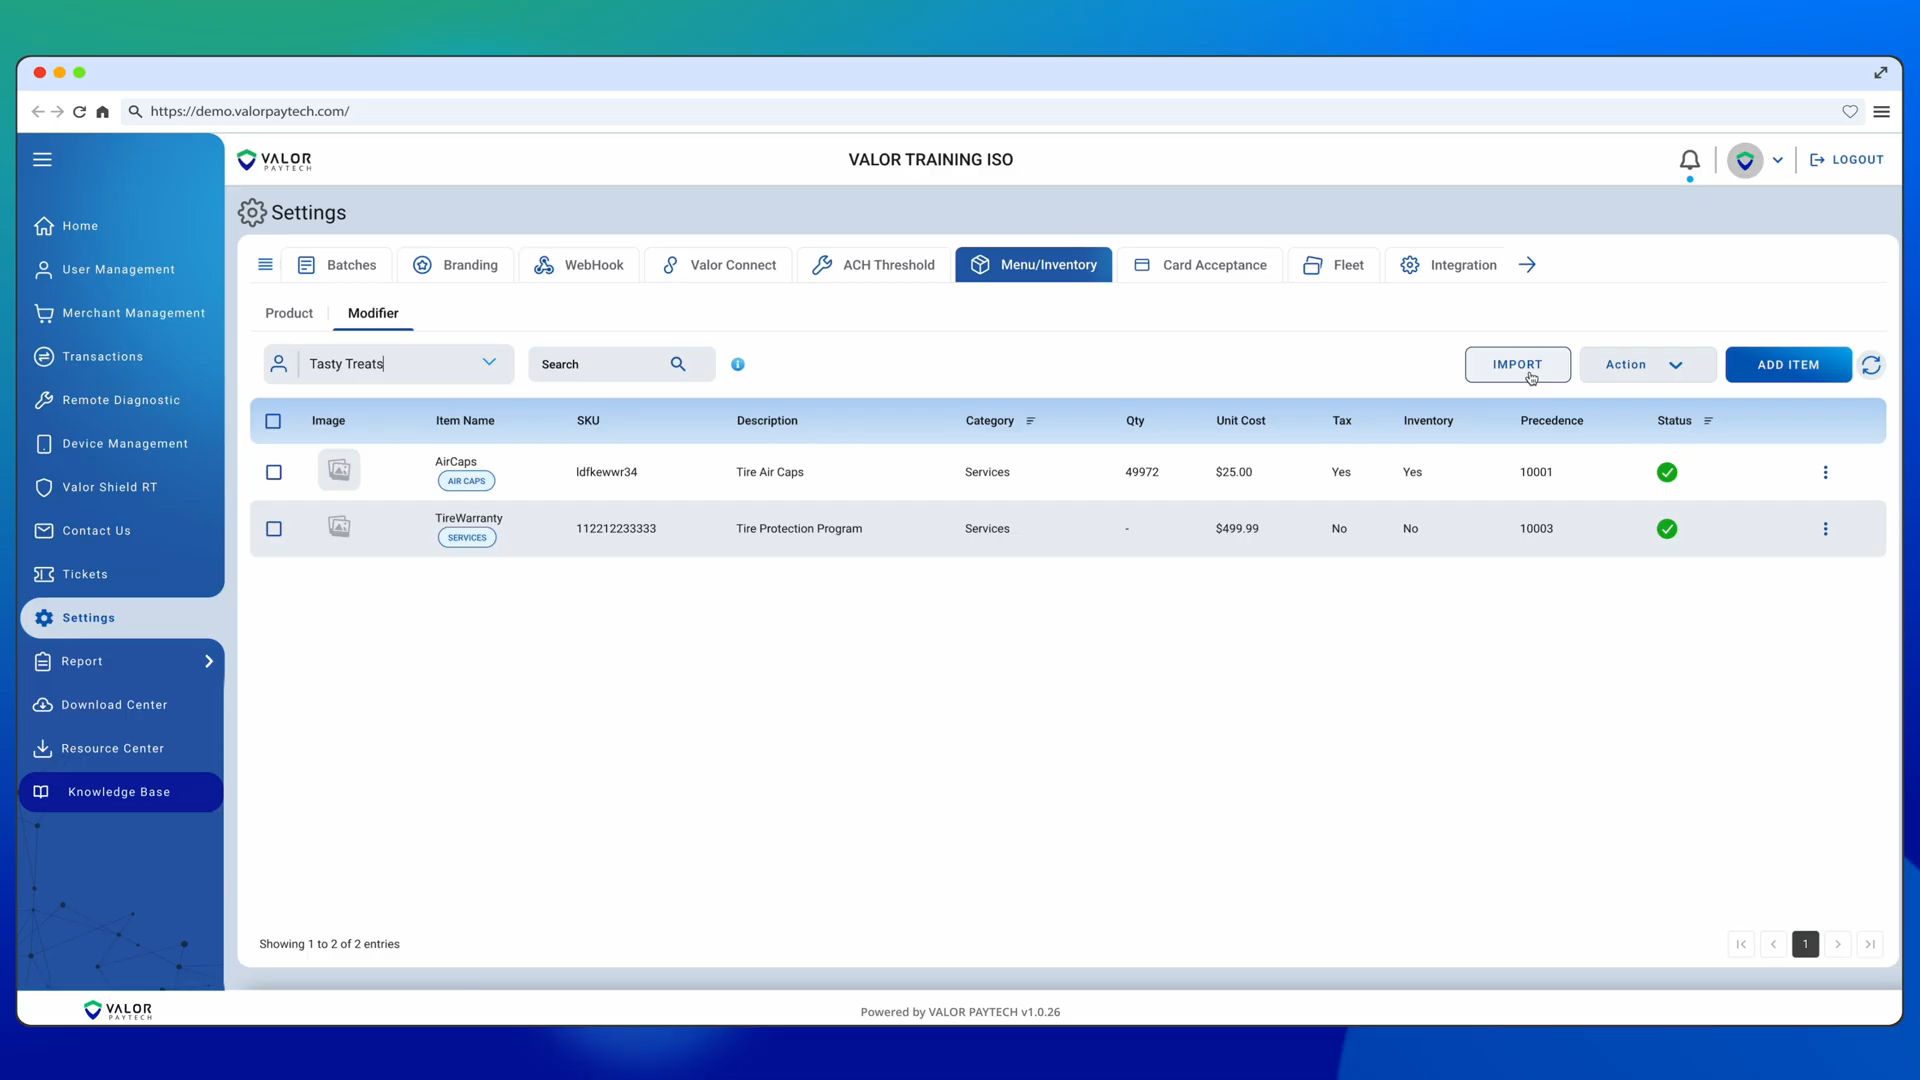 https://demo.valorpaytech.com/
VALOR PAYTECH
VALOR TRAINING ISO
LOGOUT
Home
User Management
Merchant Management
Transactions
Remote Diagnostic
Device Management
Valor Shield RT
Contact Us
Tickets
Settings
Report
Download Center
Resource Center
Knowledge Base
Settings
Batches Branding WebHook Valor Connect ACH Threshold Menu/Inventory Card Acceptance Fleet Integration
Product Modifier
Tasty Treats Search IMPORT Action ADD ITEM
Image Item Name SKU Description Category Qty Unit Cost Tax Inventory Precedence Status
AirCaps
AIR CAPS
ldfkewwr34 Tire Air Caps Services 49972 $25.00 Yes Yes 10001
TireWarranty
SERVICES
112212233333 Tire Protection Program Services - $499.99 No No 10003
Showing 1 to 2 of 2 entries
1
VALOR PAYTECH
Powered by VALOR PAYTECH v1.0.26